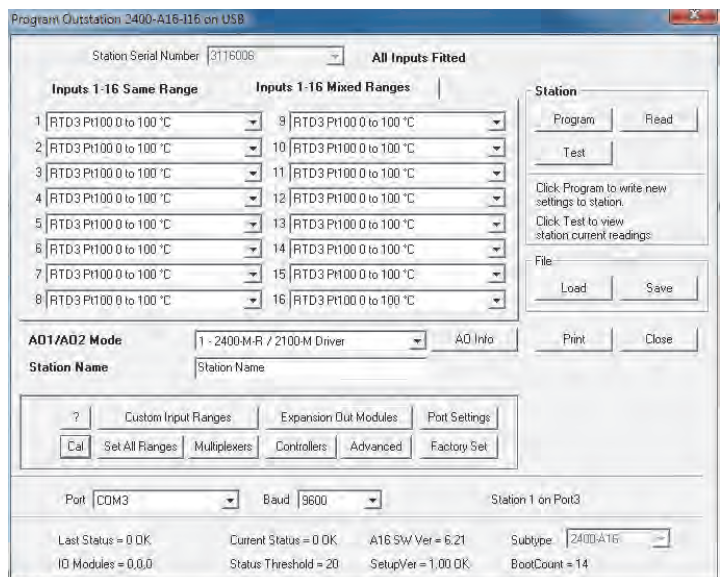 Program Outstation 2400-A16-I16 on USB
Station Serial Number 3116006 All Inputs Fitted
Inputs 1-16 Same Range Inputs 1-16 Mixed Ranges
1 RTD3 Pt100 0 to 100 °C 9 RTD3 Pt100 0 to 100 °C
2 RTD3 Pt100 0 to 100 °C 10 RTD3 Pt100 0 to 100 °C
3 RTD3 Pt100 0 to 100 °C 11 RTD3 Pt100 0 to 100 °C
4 RTD3 Pt100 0 to 100 °C 12 RTD3 Pt100 0 to 100 °C
5 RTD3 Pt100 0 to 100 °C 13 RTD3 Pt100 0 to 100 °C
6 RTD3 Pt100 0 to 100 °C 14 RTD3 Pt100 0 to 100 °C
7 RTD3 Pt100 0 to 100 °C 15 RTD3 Pt100 0 to 100 °C
8 RTD3 Pt100 0 to 100 °C 16 RTD3 Pt100 0 to 100 °C
Station
Program Read
Test
Click Program to write new
settings to station.
Click Test to view
station current readings
File
Load Save
AO1/AO2 Mode 1 - 2400-M-R / 2100-M Driver AO Info Print Close
Station Name Station Name
? Custom Input Ranges Expansion Out Modules Port Settings
Cal Set All Ranges Multiplexers Controllers Advanced Factory Set
Port COM3 Baud 9600 Station 1 on Port3
Last Status = 0 OK Current Status = 0 OK A16 SW Ver = 6.21 Subtype 2400-A16
IO Modules = 0,0,0 Status Threshold = 20 SetupVer = 1.00 OK BootCount = 14